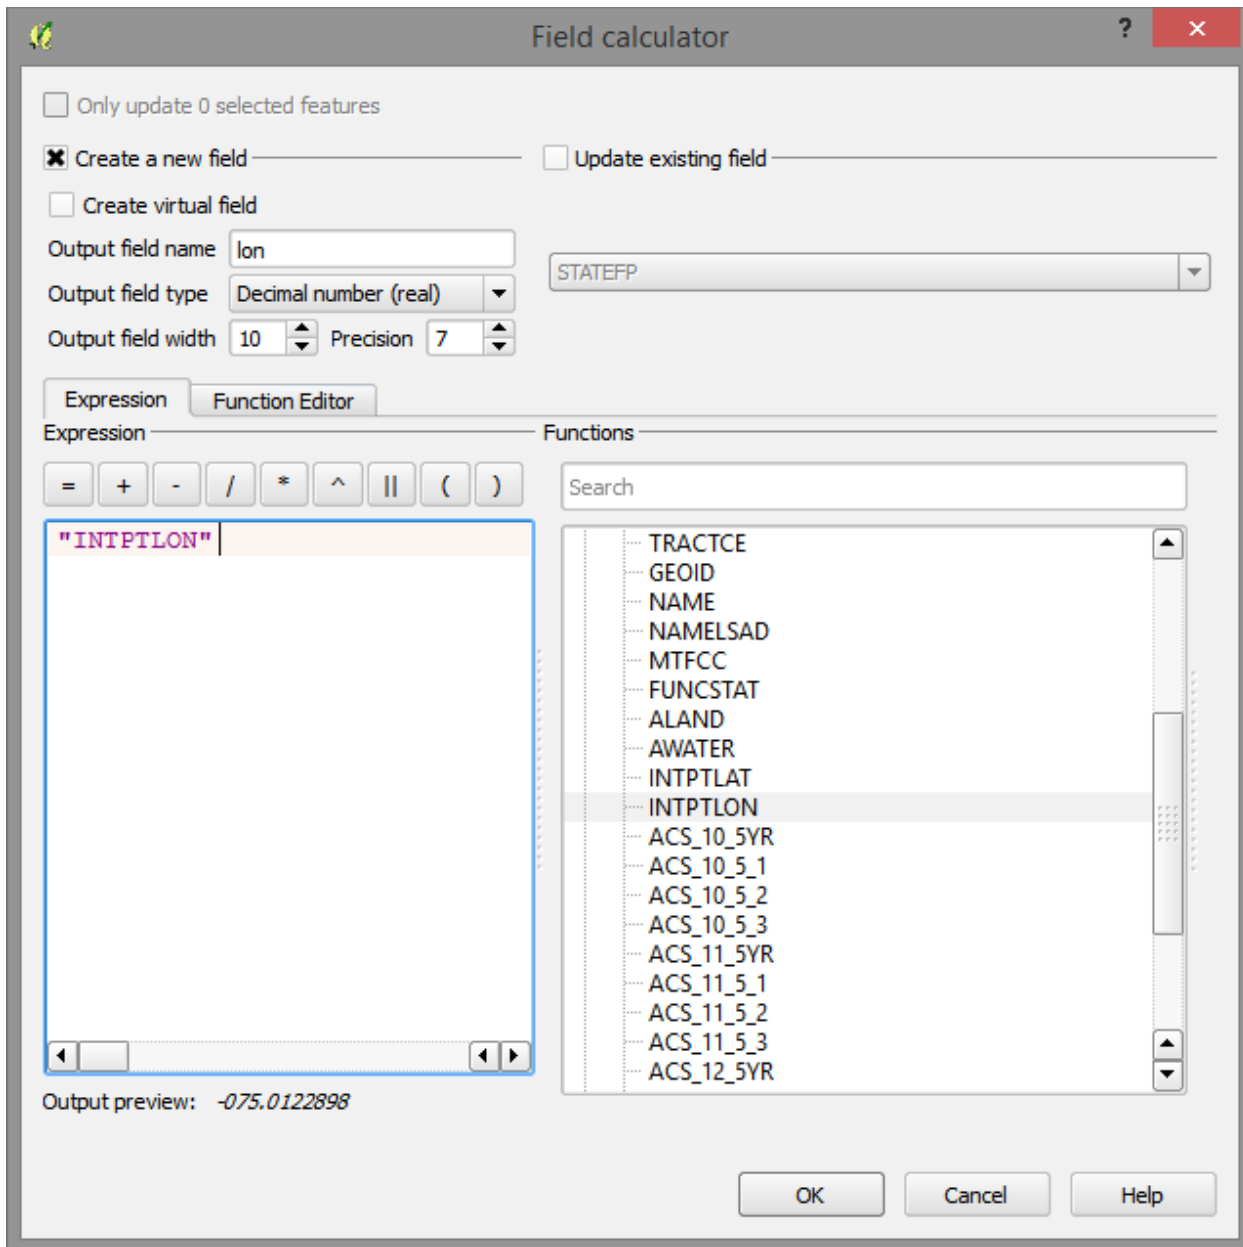 Field calculator
? ×
Only update 0 selected features
Create a new field
Update existing field
Create virtual field
Output field name lon
STATEFP
Output field type Decimal number (real)
Output field width 10 Precision 7
Expression Function Editor
Expression
Functions
= + - / * ^ || ( )
Search
"INTPTLON"
TRACTCE
GEOID
NAME
NAMELSAD
MTFCC
FUNCSTAT
ALAND
AWATER
INTPTLAT
INTPTLON
ACS_10_5YR
ACS_10_5_1
ACS_10_5_2
ACS_10_5_3
ACS_11_5YR
ACS_11_5_1
ACS_11_5_2
ACS_11_5_3
ACS_12_5YR
Output preview: -075.0122898
OK Cancel Help